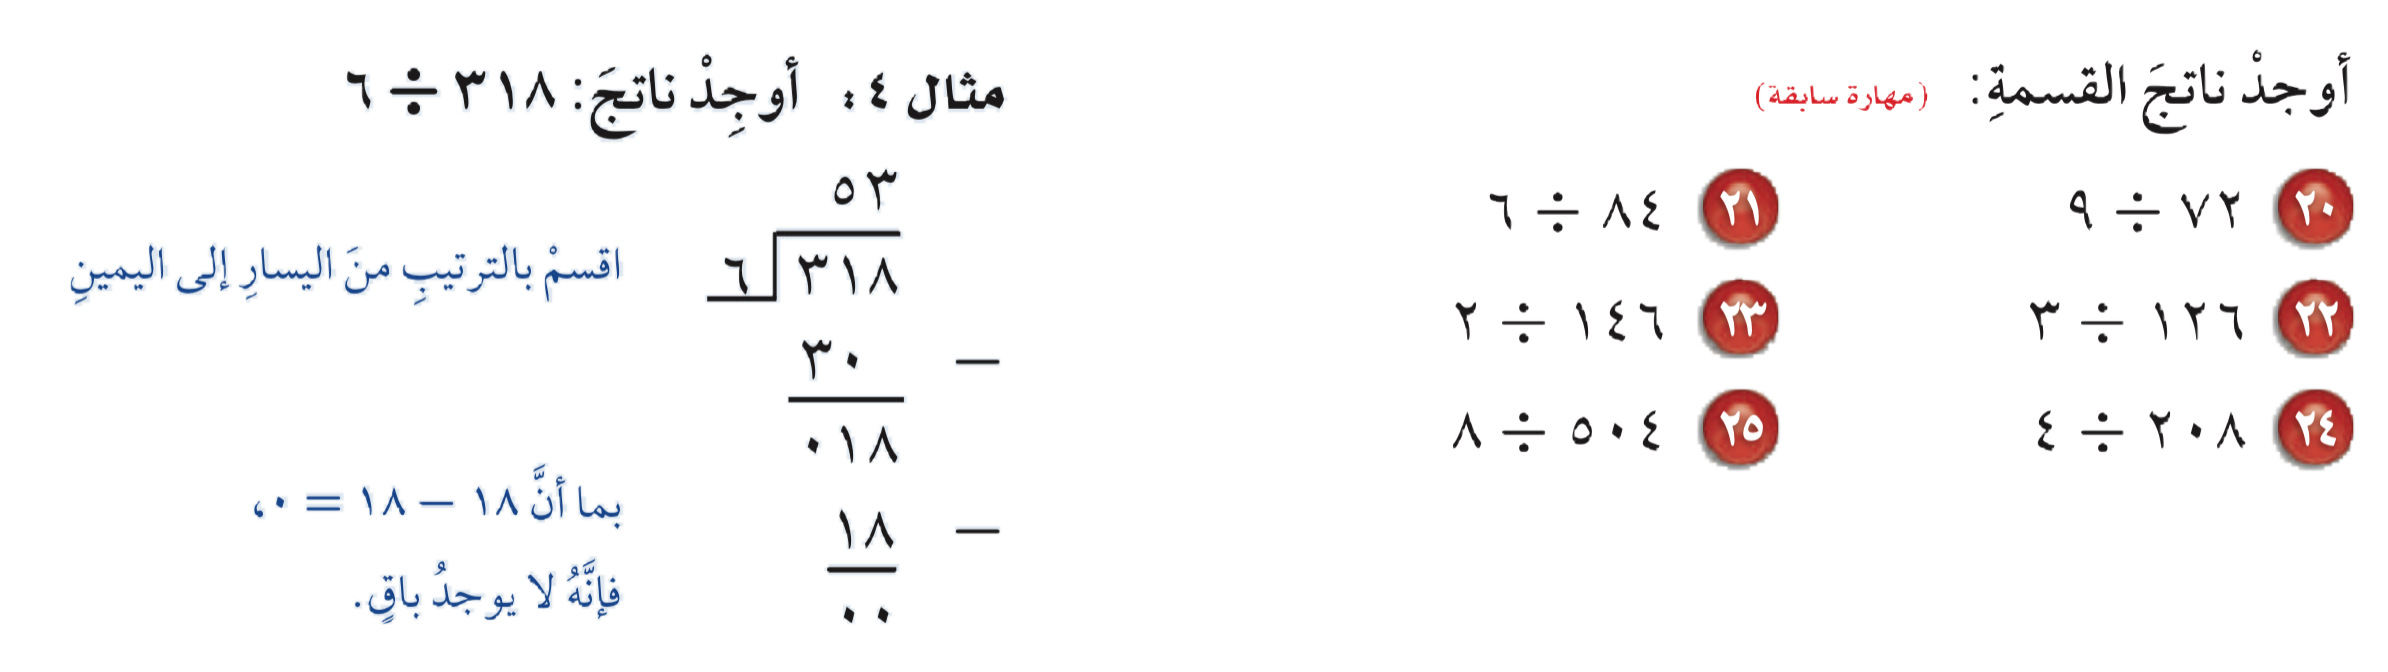 أوجدْ ناتجَ القسمةِ: (مهارة سابقة)
٢٠ ٧٢ ÷ ٩
٢١ ٨٤ ÷ ٦
٢٢ ١٢٦ ÷ ٣
٢٣ ١٤٦ ÷ ٢
٢٤ ٢٠٨ ÷ ٤
٢٥ ٥٠٤ ÷ ٨
مثال ٤: أوجِدْ ناتجَ: ٣١٨ ÷ ٦
٥٣
٦ ٣١٨ اقسمْ بالترتيبِ منَ اليسارِ إلى اليمينِ
− ٣٠
٠١٨
− ١٨ بما أنَّ ١٨ − ١٨ = ٠،
٠٠ فإنَّهُ لا يوجدُ باقٍ.